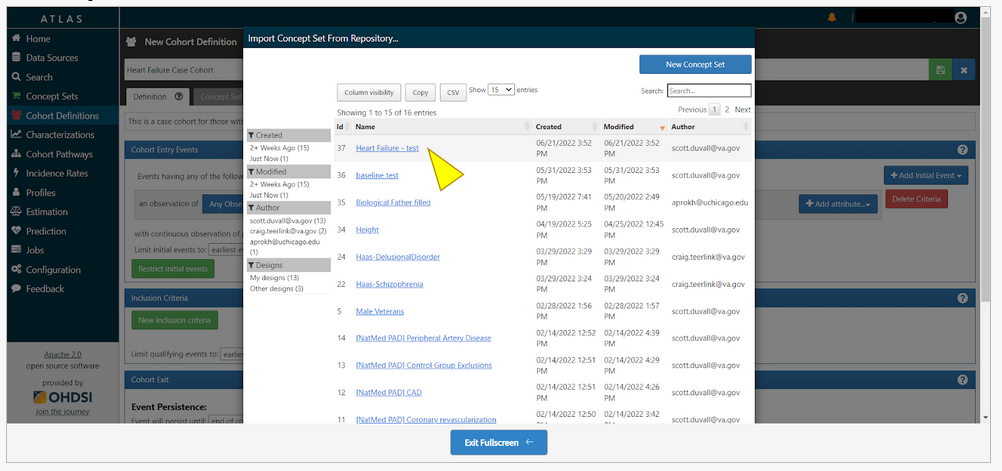 ATLAS
Home
Data Sources
Search
Concept Sets
Cohort Definitions
Characterizations
Cohort Pathways
Incidence Rates
Profiles
Estimation
Prediction
Jobs
Configuration
Feedback
Apache 2.0
open source software
provided by
OHDSI
join the journey
New Cohort Definition
Heart Failure Case Cohort
Definition
Concept Set
This is a case cohort for those with
Cohort Entry Events
Events having any of the follow
an observation of
Any Obse
+ Add attribute...
+ Add Initial Event
Delete Criteria
with continuous observation of a
Limit initial events to: earliest e
Restrict initial events
Inclusion Criteria
New inclusion criteria
Limit qualifying events to: earlies
Cohort Exit
Event Persistence:
Event will persist until: end of co
Import Concept Set From Repository...
New Concept Set
Column visibility Copy CSV Show 15 entries
Search: Search...
Showing 1 to 15 of 16 entries
Previous 1 2 Next
Created
2+ Weeks Ago (15)
Just Now (1)
Modified
2+ Weeks Ago (15)
Just Now (1)
Author
scott.duvall@va.gov (13)
craig.teerlink@va.gov (2)
aprokh@uchicago.edu
(1)
Designs
My designs (13)
Other designs (3)
Id Name Created Modified Author
37 Heart Failure - test 06/21/2022 3:52 PM 06/21/2022 3:52 PM scott.duvall@va.gov
36 baseline test 05/31/2022 3:53 PM 05/31/2022 3:53 PM scott.duvall@va.gov
35 Biological Father filled 05/19/2022 7:41 PM 05/20/2022 2:49 PM aprokh@uchicago.edu
34 Height 04/19/2022 5:25 PM 04/25/2022 12:45 PM scott.duvall@va.gov
24 Haas-DelusionalDisorder 03/29/2022 3:29 PM 03/29/2022 3:29 PM craig.teerlink@va.gov
22 Haas-Schizophrenia 03/29/2022 3:24 PM 03/29/2022 3:24 PM craig.teerlink@va.gov
5 Male Veterans 02/28/2022 1:56 PM 02/28/2022 1:57 PM scott.duvall@va.gov
14 [NatMed PAD] Peripheral Artery Disease 02/14/2022 12:52 PM 02/14/2022 4:39 PM scott.duvall@va.gov
13 [NatMed PAD] Control Group Exclusions 02/14/2022 12:51 PM 02/14/2022 4:29 PM scott.duvall@va.gov
12 [NatMed PAD] CAD 02/14/2022 12:51 PM 02/14/2022 4:26 PM scott.duvall@va.gov
11 [NatMed PAD] Coronary revascularization 02/14/2022 12:50 PM 02/14/2022 3:42 PM scott.duvall@va.gov
Exit Fullscreen